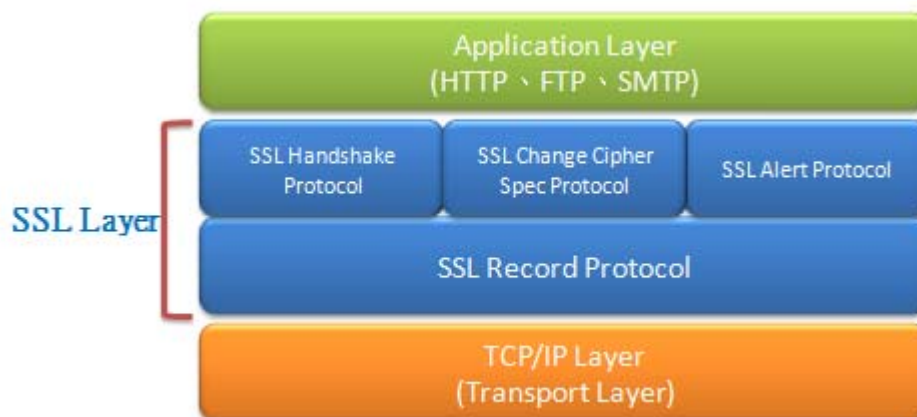 Application Layer
(HTTP、FTP、SMTP)
SSL Handshake
Protocol
SSL Change Cipher
Spec Protocol
SSL Alert Protocol
SSL Layer
SSL Record Protocol
TCP/IP Layer
(Transport Layer)